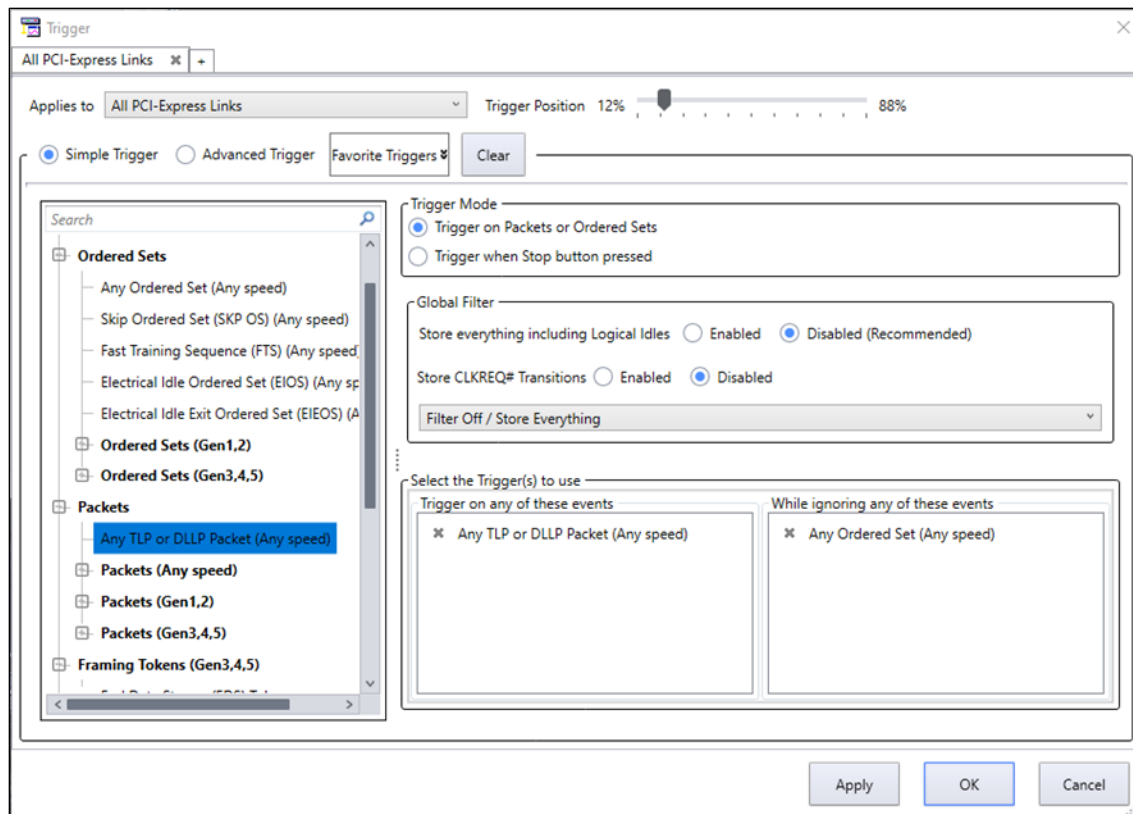 Trigger
All PCI-Express Links
+
Applies to All PCI-Express Links Trigger Position 12% 88%
Simple Trigger Advanced Trigger Favorite Triggers Clear
Search
Ordered Sets
Any Ordered Set (Any speed)
Skip Ordered Set (SKP OS) (Any speed)
Fast Training Sequence (FTS) (Any speed
Electrical Idle Ordered Set (EIOS) (Any sp
Electrical Idle Exit Ordered Set (EIEOS) (A
Ordered Sets (Gen1,2)
Ordered Sets (Gen3,4,5)
Packets
Any TLP or DLLP Packet (Any speed)
Packets (Any speed)
Packets (Gen1,2)
Packets (Gen3,4,5)
Framing Tokens (Gen3,4,5)
Trigger Mode
Trigger on Packets or Ordered Sets
Trigger when Stop button pressed
Global Filter
Store everything including Logical Idles Enabled Disabled (Recommended)
Store CLKREQ# Transitions Enabled Disabled
Filter Off / Store Everything
Select the Trigger(s) to use
Trigger on any of these events
Any TLP or DLLP Packet (Any speed)
While ignoring any of these events
Any Ordered Set (Any speed)
Apply OK Cancel